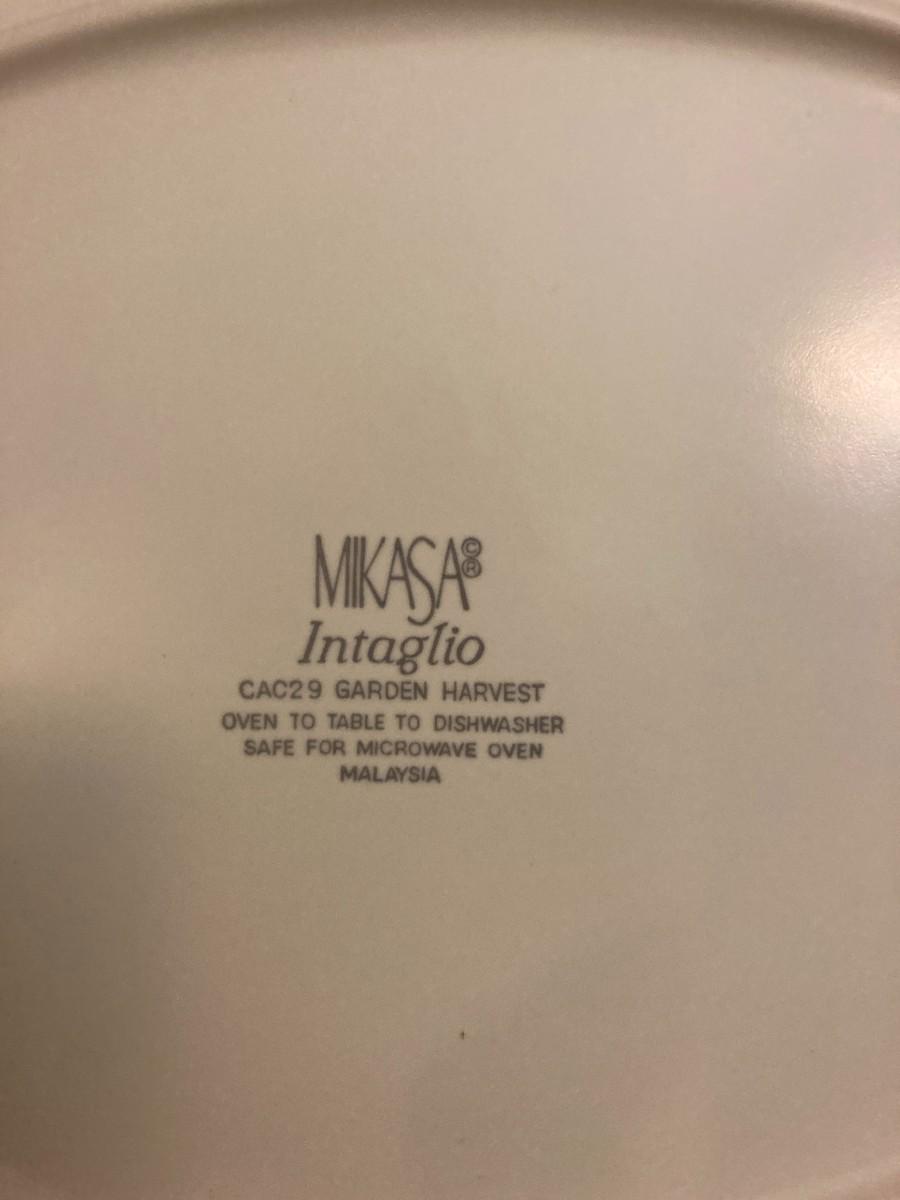 MIKASA©®
Intaglio
CAC29 GARDEN HARVEST
OVEN TO TABLE TO DISHWASHER
SAFE FOR MICROWAVE OVEN
MALAYSIA